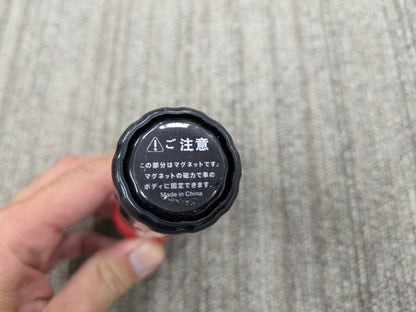 ⚠ご注意
この部分はマグネットです。
マグネットの磁力で車の
ボディに固定できます。
Made in China